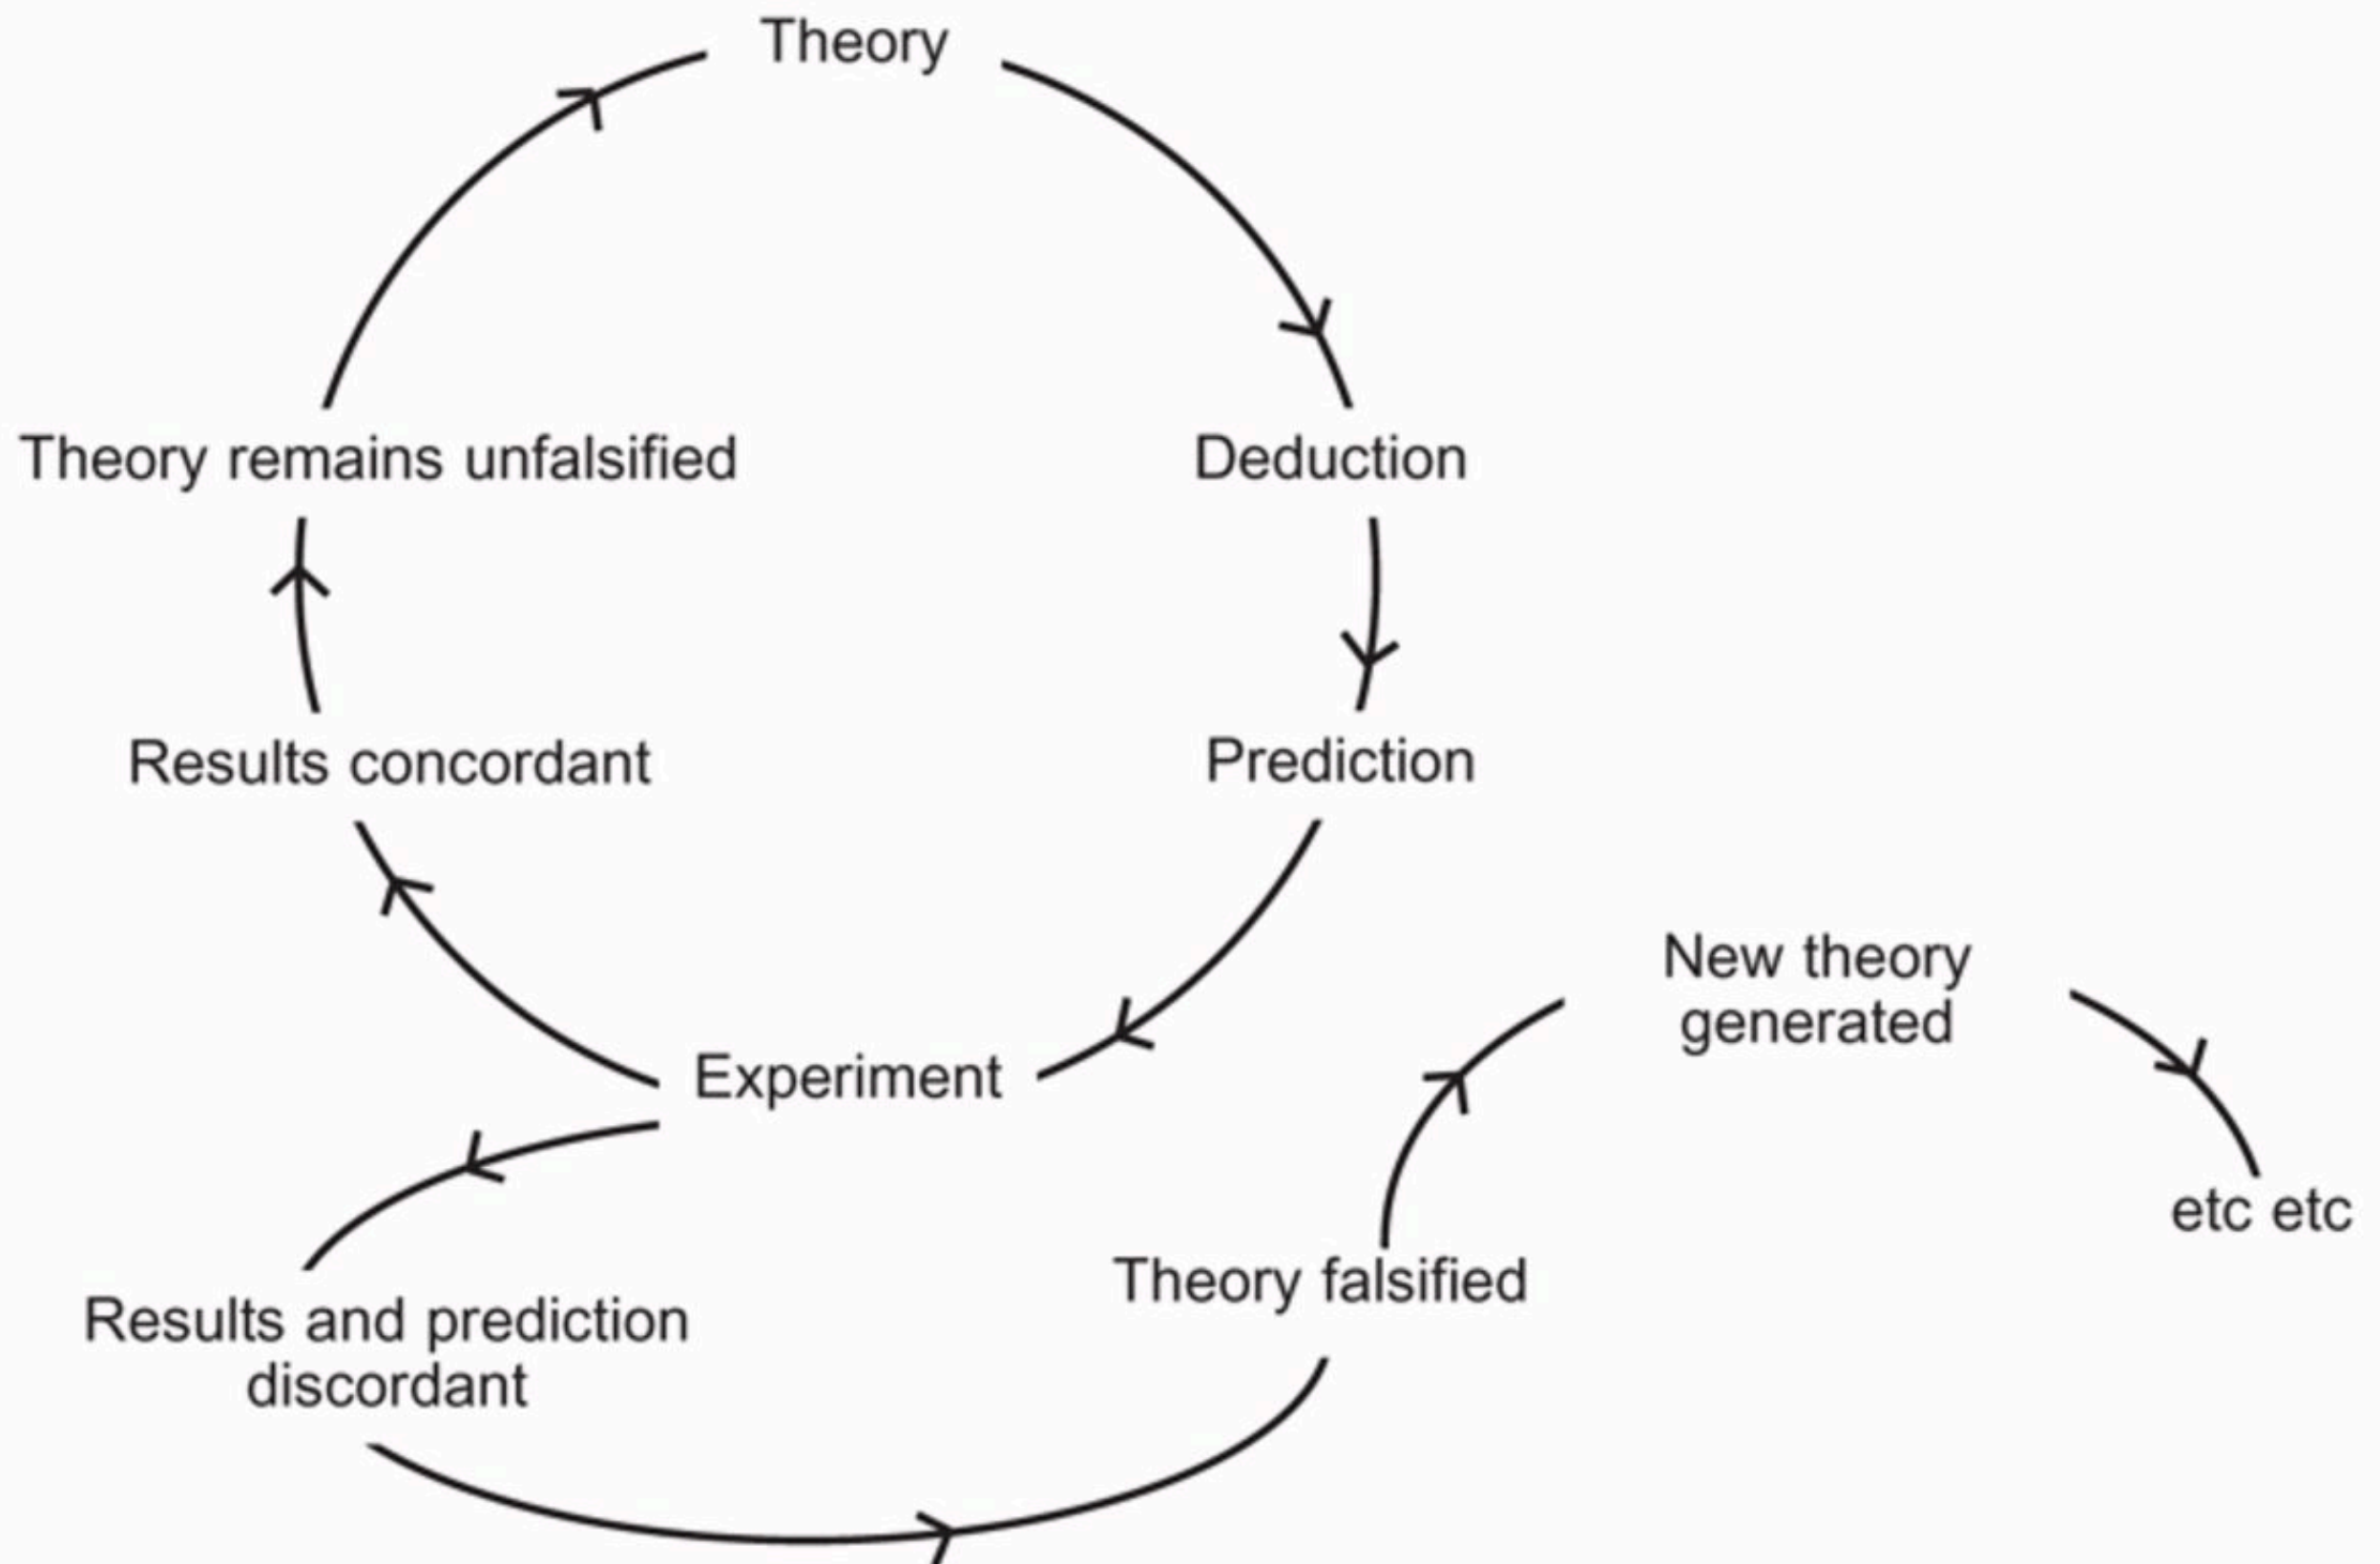 Theory
Theory remains unfalsified
Deduction
Results concordant
Prediction
Experiment
New theory
generated
etc etc
Theory falsified
Results and prediction
discordant